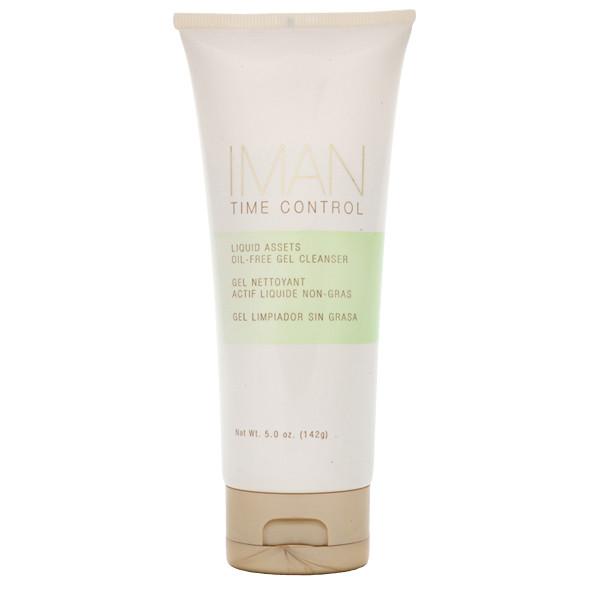 IMAN
TIME CONTROL
LIQUID ASSETS
OIL-FREE GEL CLEANSER
GEL NETTOYANT
ACTIF LIQUIDE NON-GRAS
GEL LIMPIADOR SIN GRASA
Net Wt. 5.0 oz. (142g)